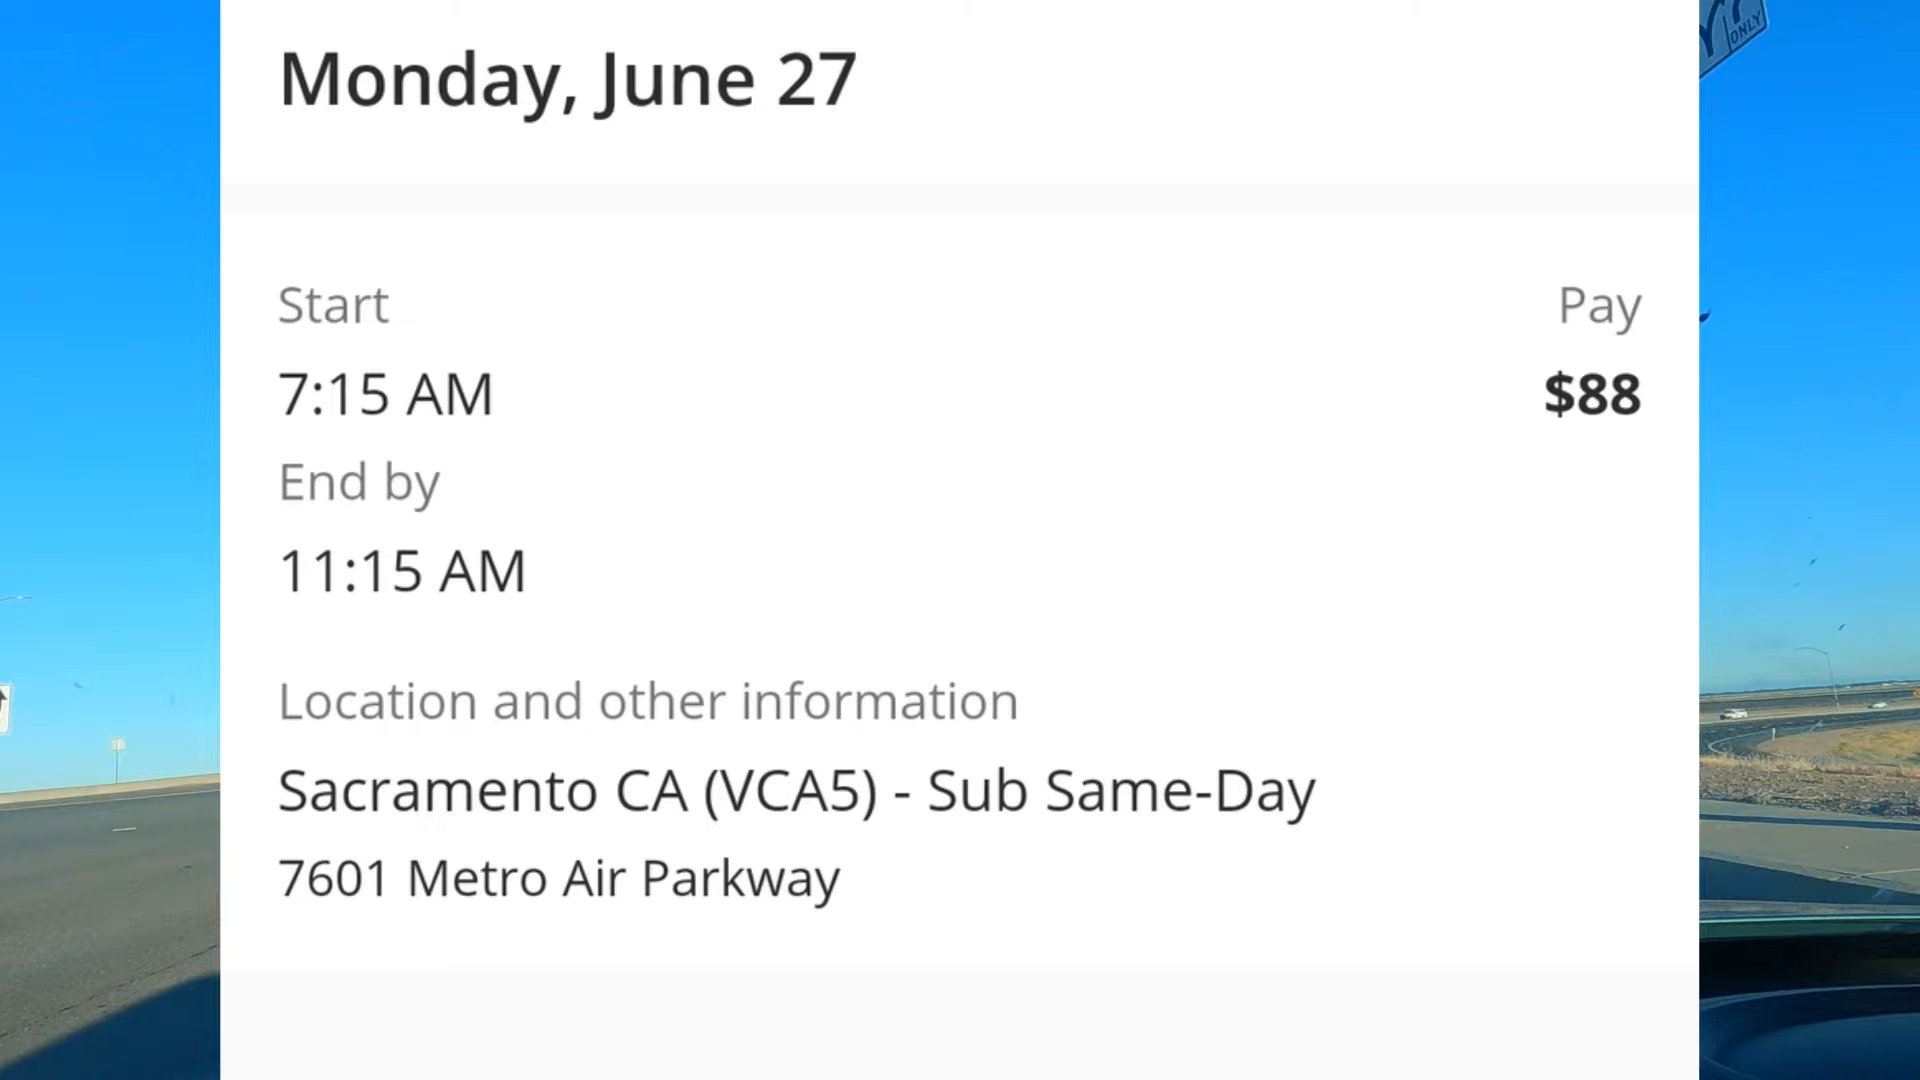 Monday, June 27
Start
Pay
7:15 AM
$88
End by
11:15 AM
Location and other information
Sacramento CA (VCA5) - Sub Same-Day
7601 Metro Air Parkway
ONLY